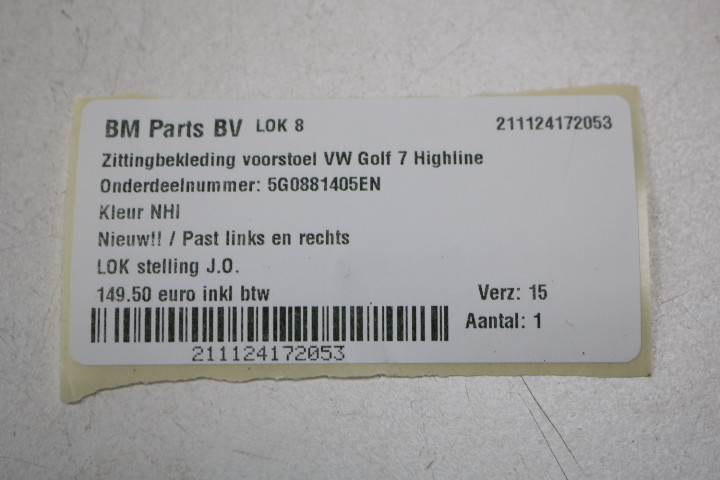 BM Parts BV LOK 8 211124172053
Zittingbekleding voorstoel VW Golf 7 Highline
Onderdeelnummer: 5G0881405EN
Kleur NHI
Nieuw!! / Past links en rechts
LOK stelling J.O.
149.50 euro inkl btw Verz: 15
Aantal: 1
211124172053